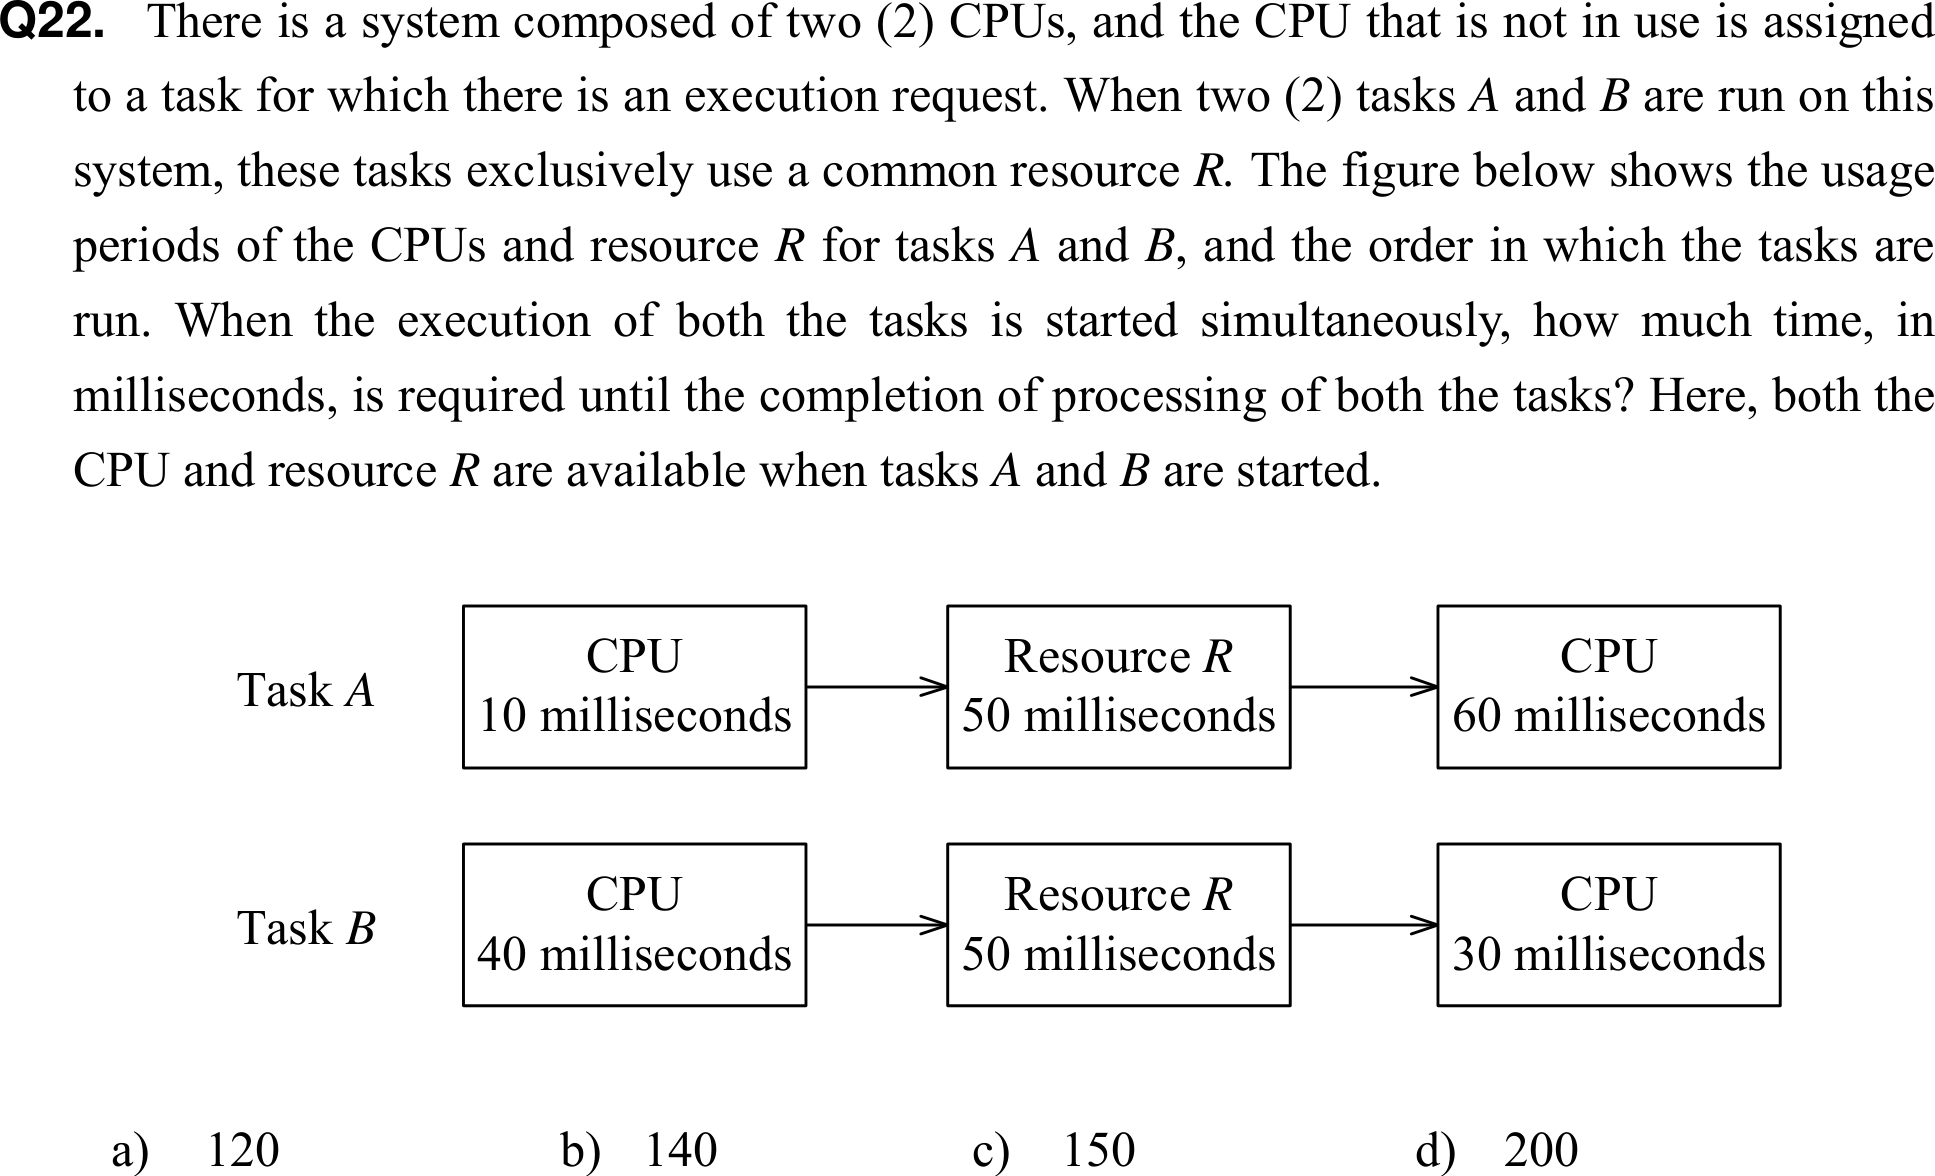 Q22. There is a system composed of two (2) CPUs, and the CPU that is not in use is assigned
to a task for which there is an execution request. When two (2) tasks A and B are run on this
system, these tasks exclusively use a common resource R. The figure below shows the usage
periods of the CPUs and resource R for tasks A and B, and the order in which the tasks are
run. When the execution of both the tasks is started simultaneously, how much time, in
milliseconds, is required until the completion of processing of both the tasks? Here, both the
CPU and resource R are available when tasks A and B are started.
Task A
CPU
10 milliseconds
Resource R
50 milliseconds
CPU
60 milliseconds
Task B
CPU
40 milliseconds
Resource R
50 milliseconds
CPU
30 milliseconds
a) 120 b) 140 c) 150 d) 200